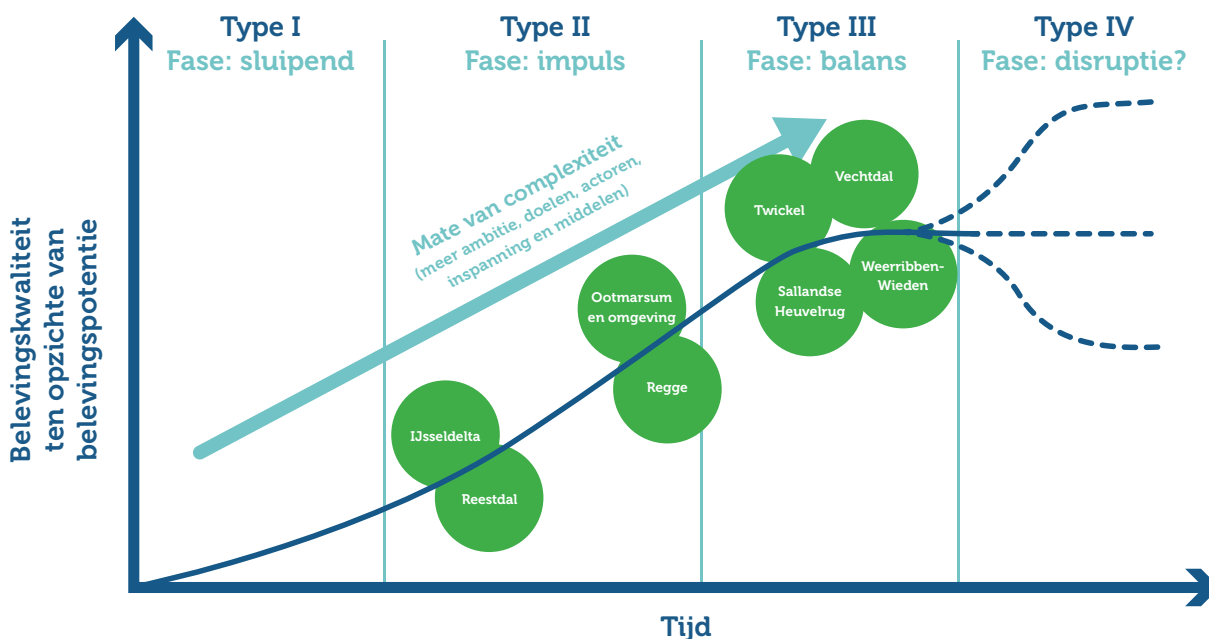 Type I
Fase: sluipend
Type II
Fase: impuls
Type III
Fase: balans
Type IV
Fase: disruptie?
Belevingskwaliteit
ten opzichte van
belevingspotentie
Mate van complexiteit
(meer ambitie, doelen, actoren,
inspanning en middelen)
Vechtdal
Twickel
Weerribben-
Wieden
Sallandse
Heuvelrug
Ootmarsum
en omgeving
Regge
IJsseldelta
Reestdal
Tijd